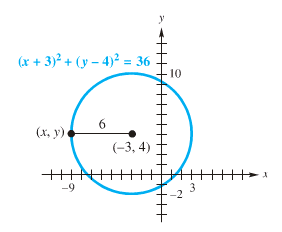 y
(x + 3)² + (y − 4)² = 36
10
6
(x, y)
(−3, 4)
x
−9
3
−2